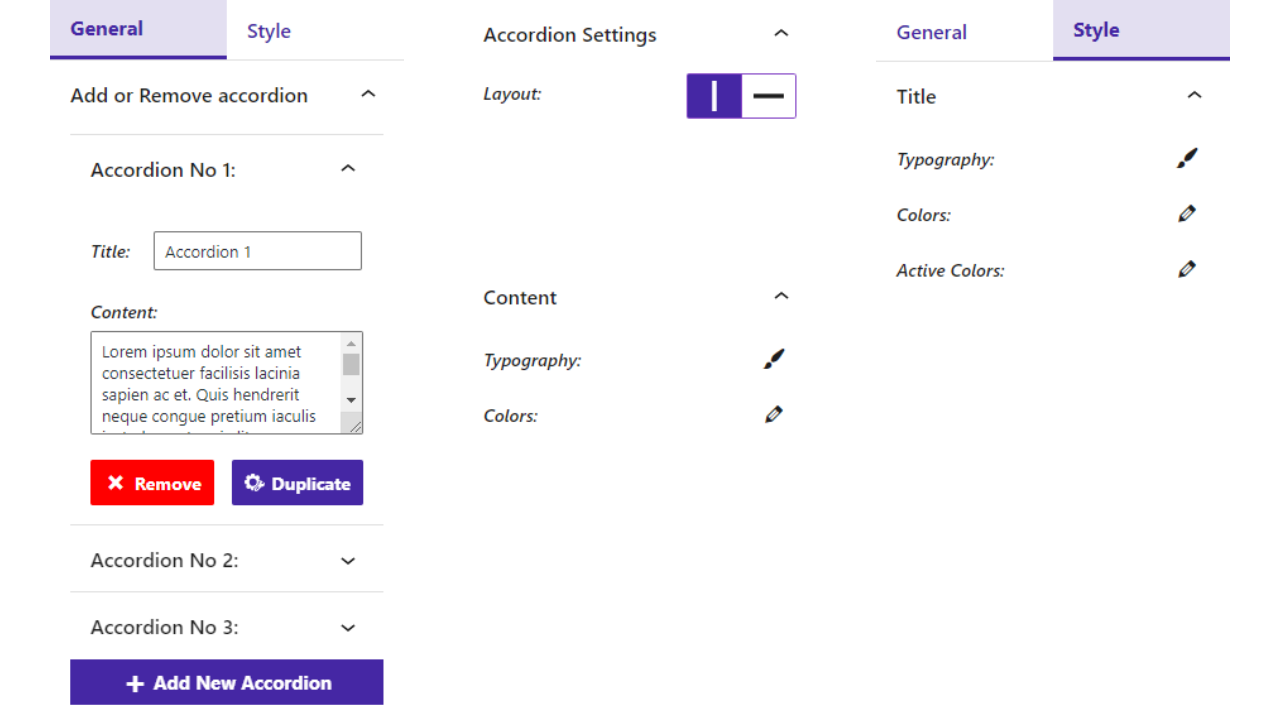 General
Style
Add or Remove accordion
Accordion No 1:
Title:
Accordion 1
Content:
Lorem ipsum dolor sit amet
consectetuer facilisis lacinia
sapien ac et. Quis hendrerit
neque congue pretium iaculis
Remove
Duplicate
Accordion No 2:
Accordion No 3:
Add New Accordion
Accordion Settings
Layout:
Content
Typography:
Colors:
General
Style
Title
Typography:
Colors:
Active Colors: